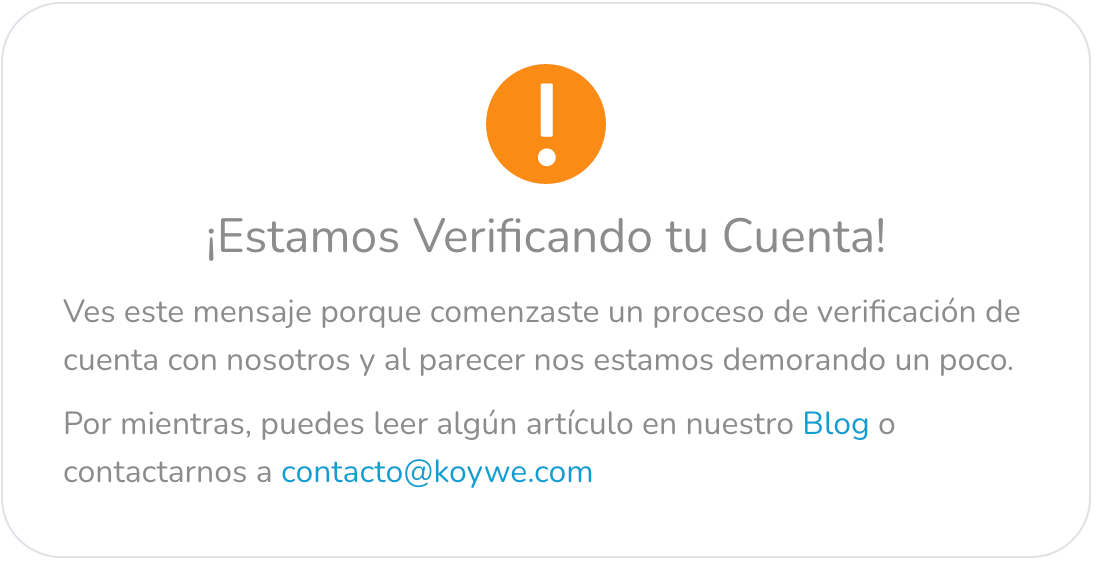 ¡Estamos Verificando tu Cuenta!
Ves este mensaje porque comenzaste un proceso de verificación de
cuenta con nosotros y al parecer nos estamos demorando un poco.
Por mientras, puedes leer algún artículo en nuestro Blog o
contactarnos a contacto@koywe.com